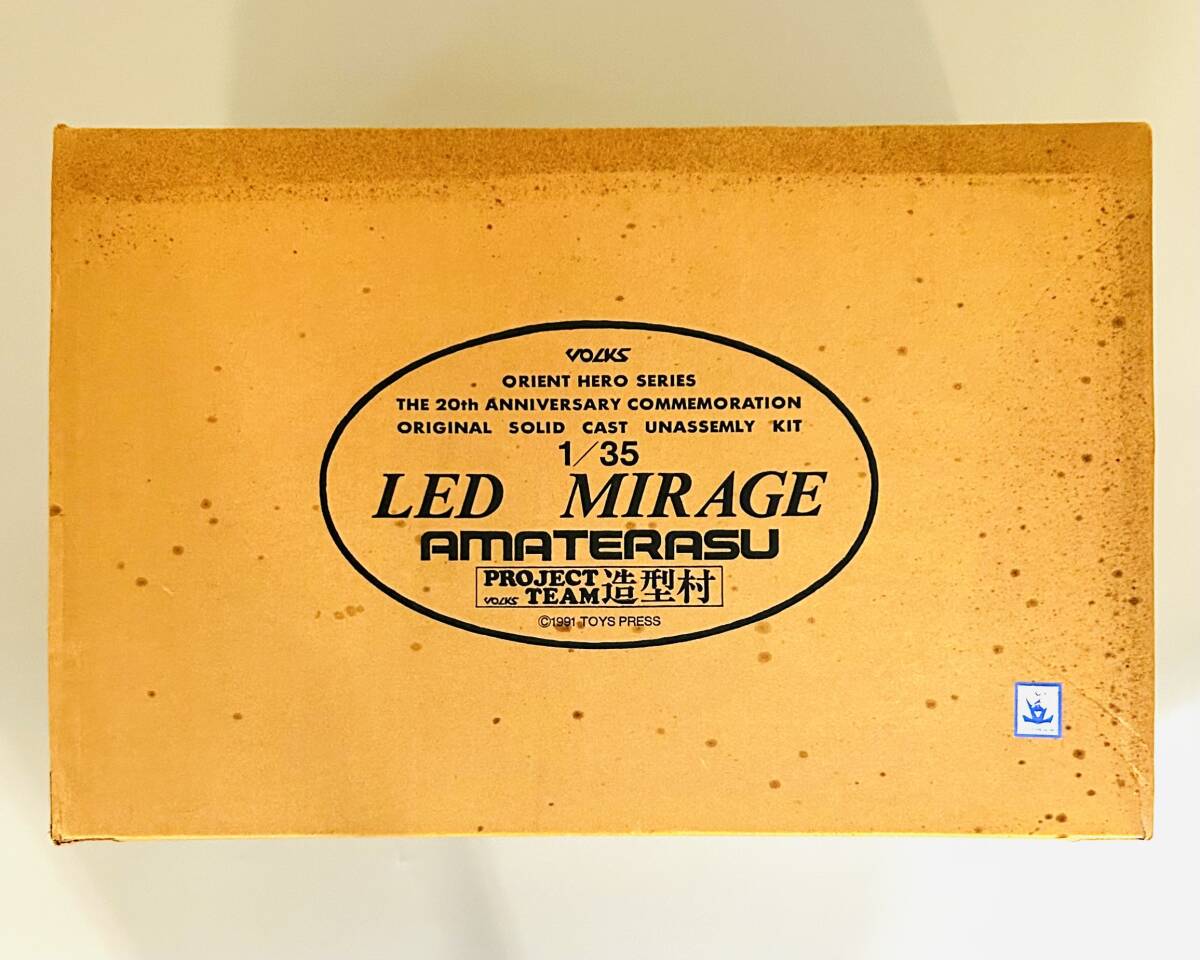 VOLKS
ORIENT HERO SERIES
THE 20th ANNIVERSARY COMMEMORATION
ORIGINAL SOLID CAST UNASSEMLY KIT
1/35
LED MIRAGE
AMATERASU
PROJECT
VOLKS TEAM 造型村
©1991 TOYS PRESS